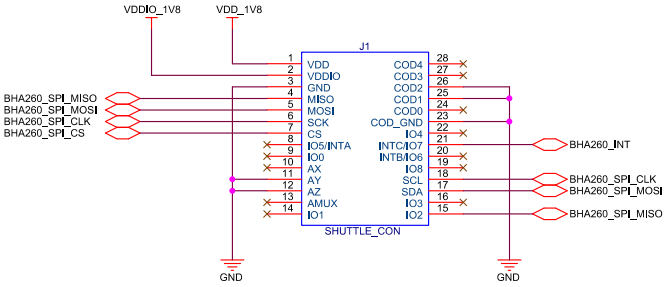 VDDIO_1V8 VDD_1V8
J1
1 VDD COD4 28
2 VDDIO COD3 27
3 GND COD2 26
BHA260_SPI_MISO 4 MISO COD1 25
BHA260_SPI_MOSI 5 MOSI COD0 24
BHA260_SPI_CLK 6 SCK COD_GND 23
BHA260_SPI_CS 7 CS IO4 22
8 IO5/INTA INTC/IO7 21 BHA260_INT
9 IO0 INTB/IO6 20
10 AX IO8 19
11 AY SCL 18 BHA260_SPI_CLK
12 AZ SDA 17 BHA260_SPI_MOSI
13 AMUX IO3 16
14 IO1 IO2 15 BHA260_SPI_MISO
SHUTTLE_CON
GND GND